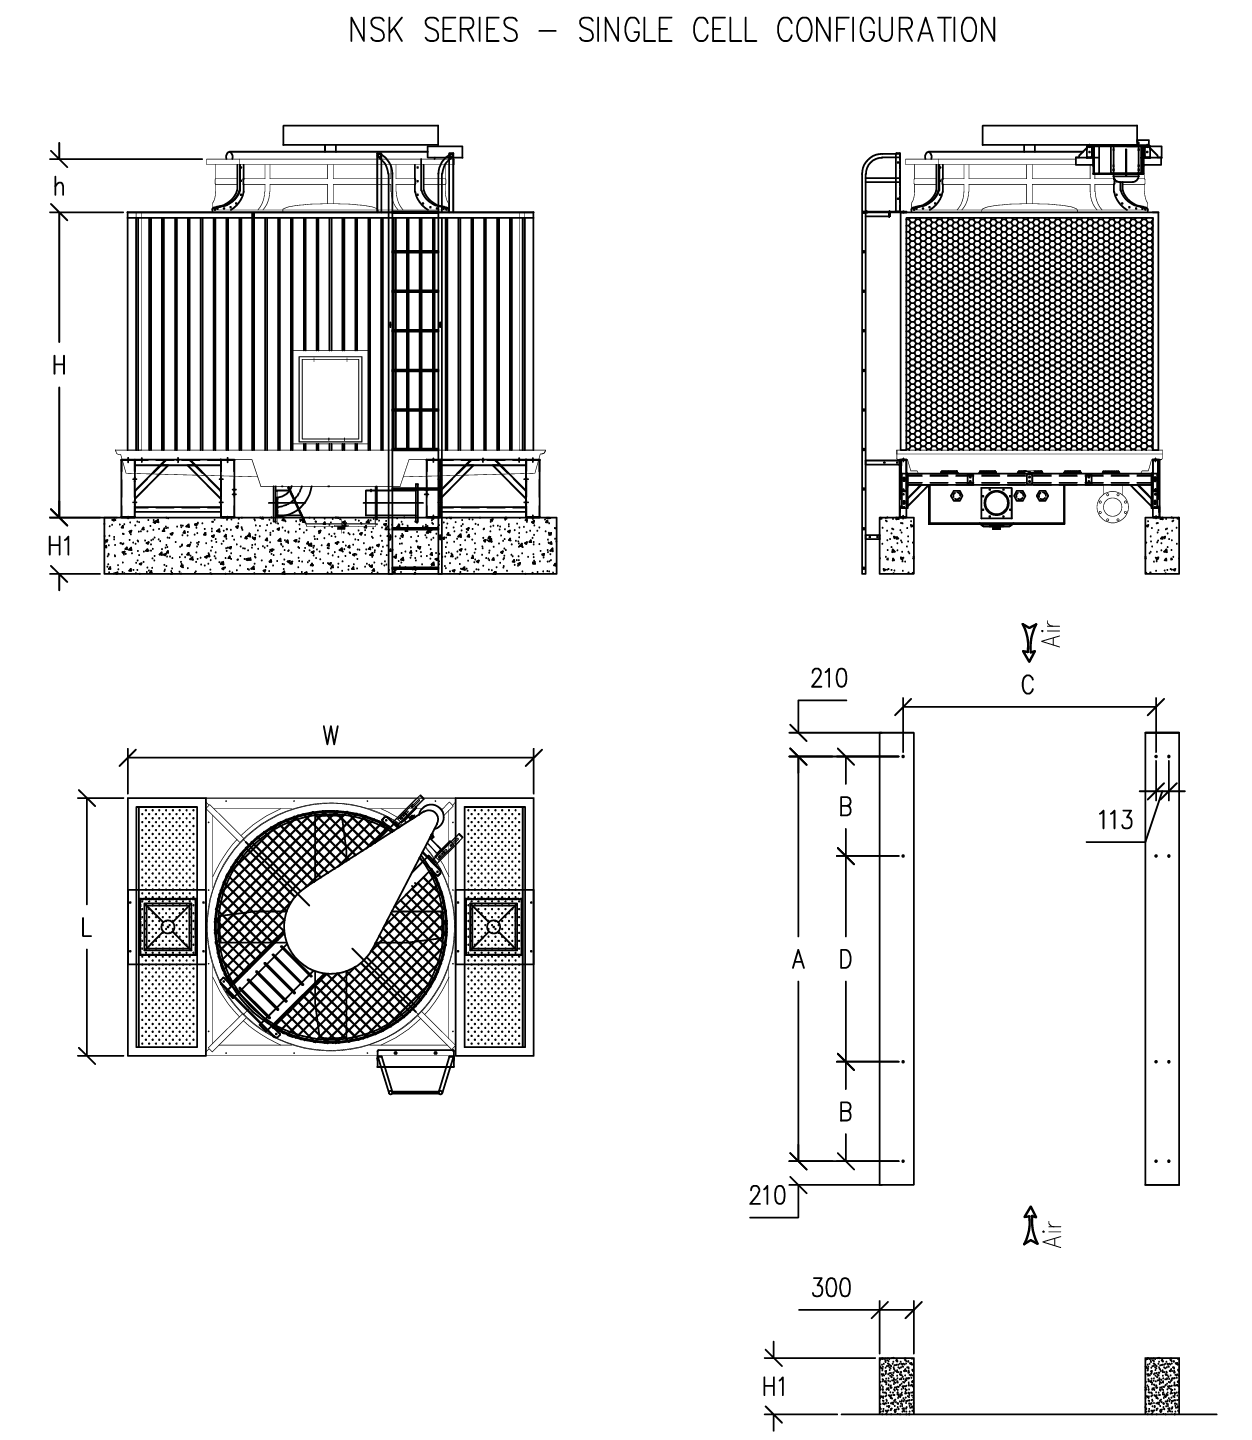 NSK SERIES – SINGLE CELL CONFIGURATION
h
H
H1
Air
C
210
W
B
113
L
A
D
B
210
Air
300
H1